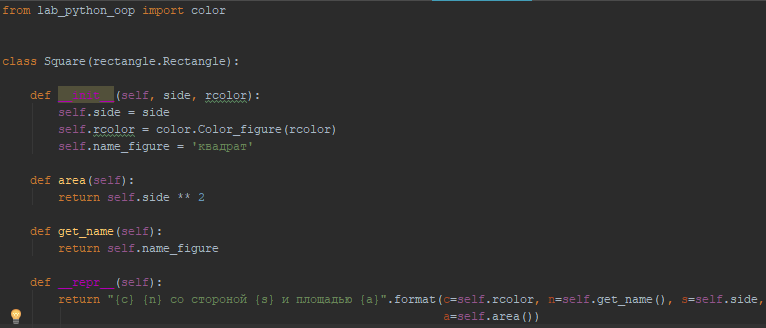 from lab_python_oop import color
class Square(rectangle.Rectangle):
def __init__(self, side, rcolor):
self.side = side
self.rcolor = color.Color_figure(rcolor)
self.name_figure = 'квадрат'
def area(self):
return self.side ** 2
def get_name(self):
return self.name_figure
def __repr__(self):
return "{c} {n} со стороной {s} и площадью {a}".format(c=self.rcolor, n=self.get_name(), s=self.side,
a=self.area())